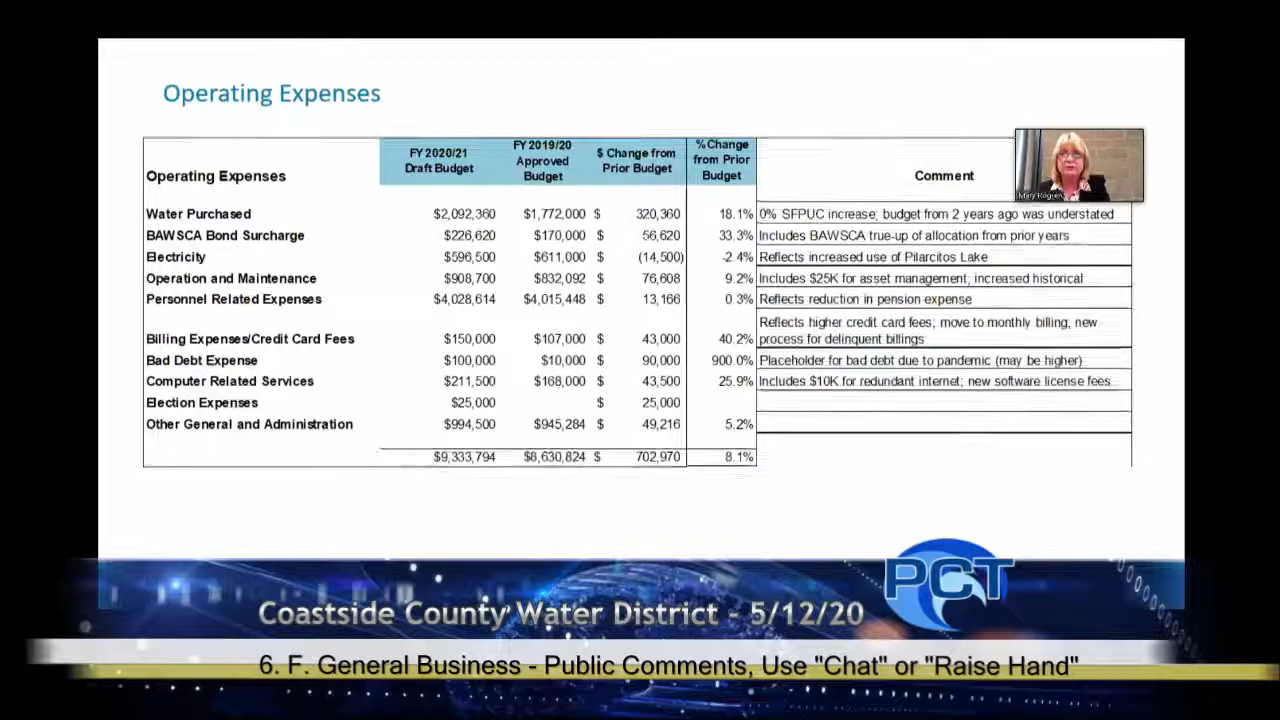 Operating Expenses
Operating Expenses FY 2020/21 Draft Budget FY 2019/20 Approved Budget $ Change from Prior Budget % Change from Prior Budget Comment
Mary Rogren
Water Purchased $2,092,360 $1,772,000 $ 320,360 18.1% 0% SFPUC increase; budget from 2 years ago was understated
BAWSCA Bond Surcharge $226,620 $170,000 $ 56,620 33.3% Includes BAWSCA true-up of allocation from prior years
Electricity $596,500 $611,000 $ (14,500) -2.4% Reflects increased use of Pilarcitos Lake
Operation and Maintenance $908,700 $832,092 $ 76,608 9.2% Includes $25K for asset management; increased historical
Personnel Related Expenses $4,028,614 $4,015,448 $ 13,166 0.3% Reflects reduction in pension expense
Reflects higher credit card fees; move to monthly billing; new
Billing Expenses/Credit Card Fees $150,000 $107,000 $ 43,000 40.2% process for delinquent billings
Bad Debt Expense $100,000 $10,000 $ 90,000 900.0% Placeholder for bad debt due to pandemic (may be higher)
Computer Related Services $211,500 $168,000 $ 43,500 25.9% Includes $10K for redundant internet; new software license fees
Election Expenses $25,000 $ 25,000
Other General and Administration $994,500 $945,284 $ 49,216 5.2%
$9,333,794 $8,630,824 $ 702,970 8.1%
PCT
Coastside County Water District - 5/12/20
6. F. General Business - Public Comments, Use "Chat" or "Raise Hand"